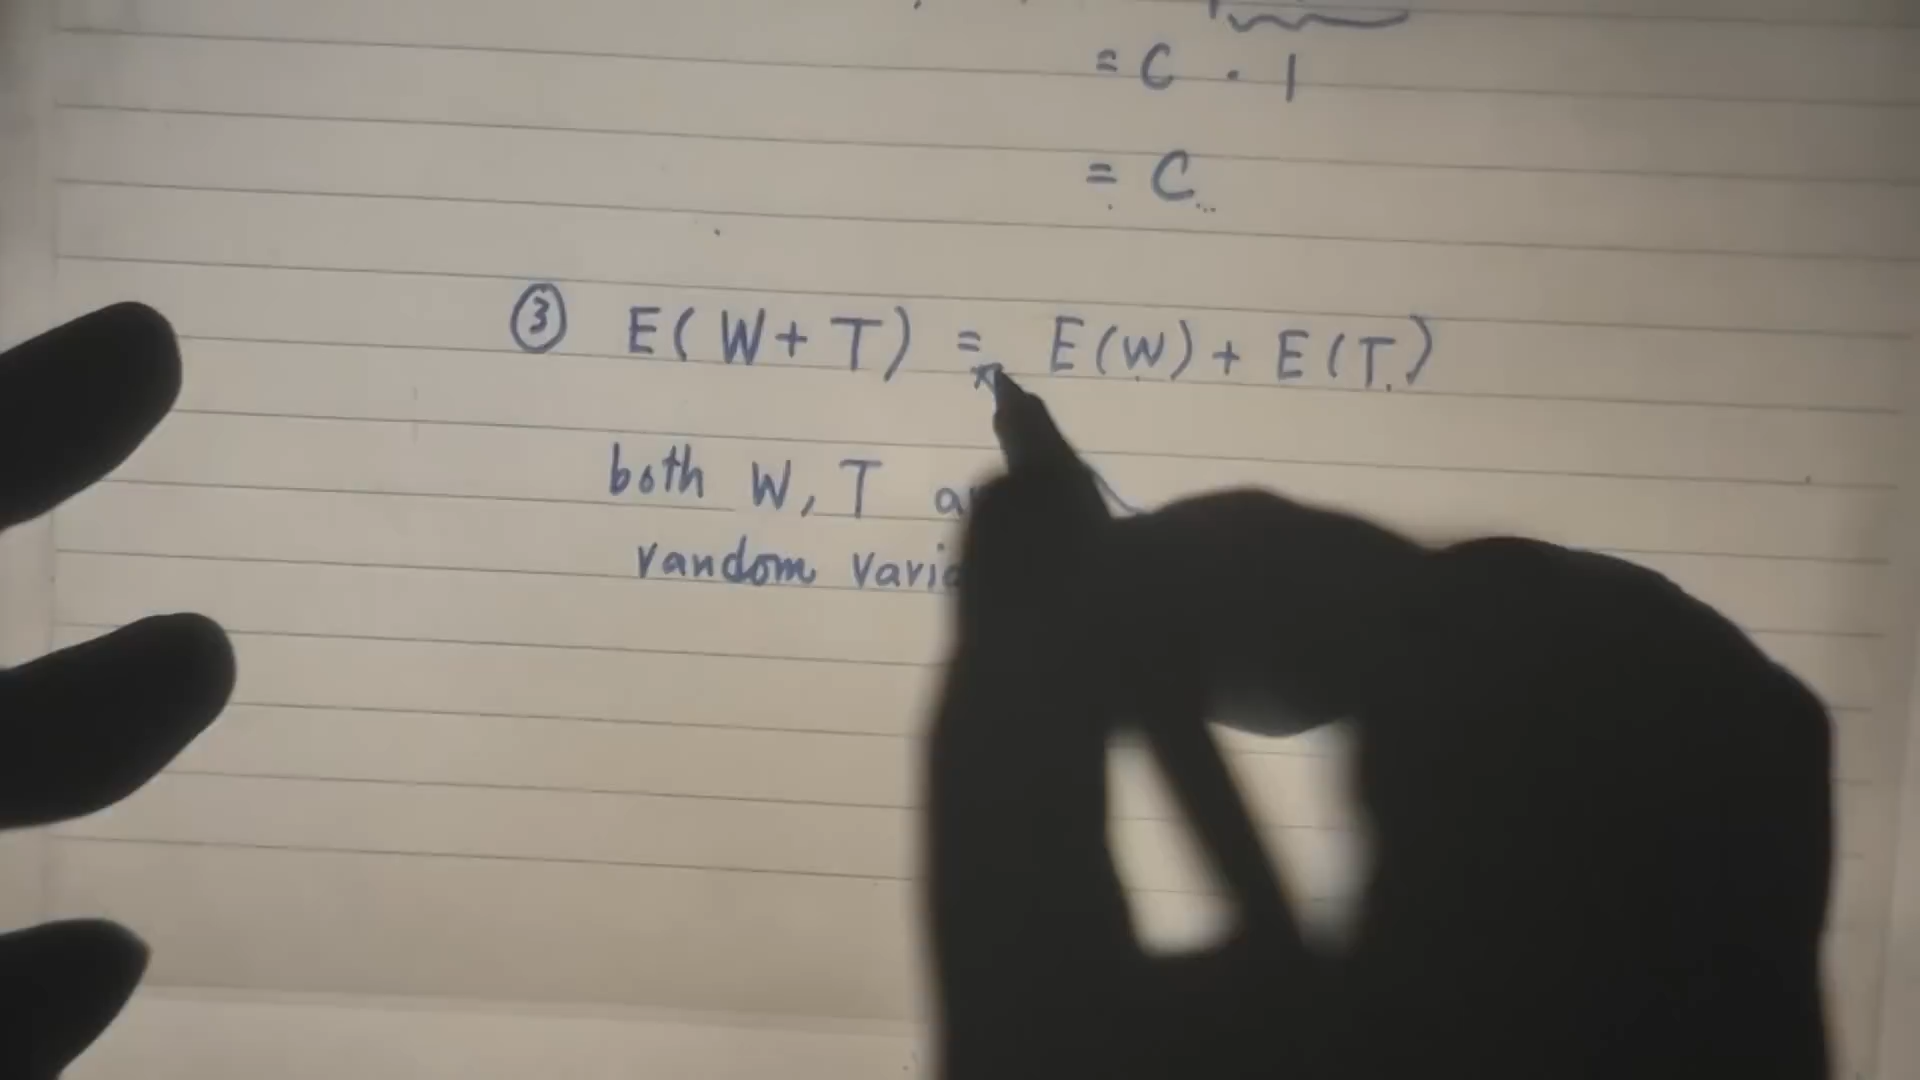 = C · 1
= C
③ E(W+T) = E(W) + E(T)
both W, T
random